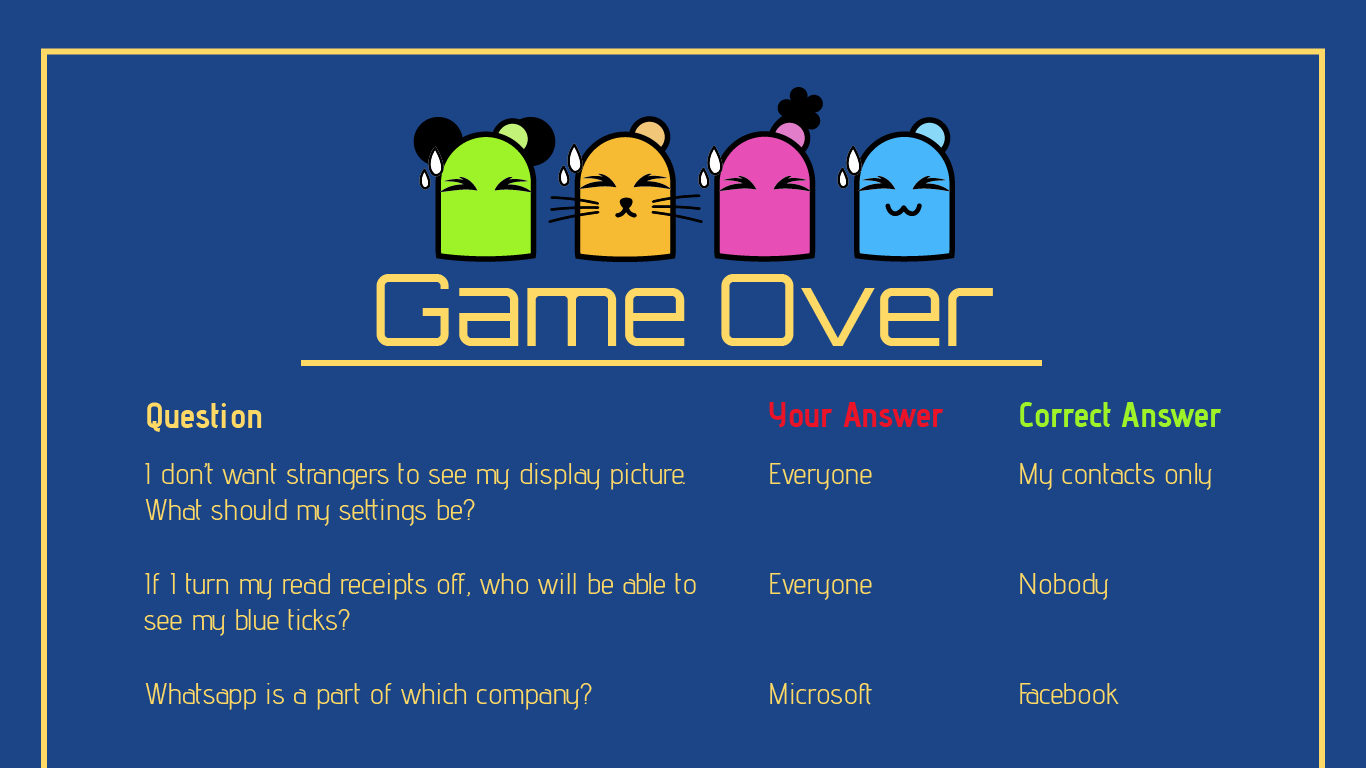 Game Over
Question Your Answer Correct Answer
I don't want strangers to see my display picture. Everyone My contacts only
What should my settings be?
If I turn my read receipts off, who will be able to Everyone Nobody
see my blue ticks?
Whatsapp is a part of which company? Microsoft Facebook